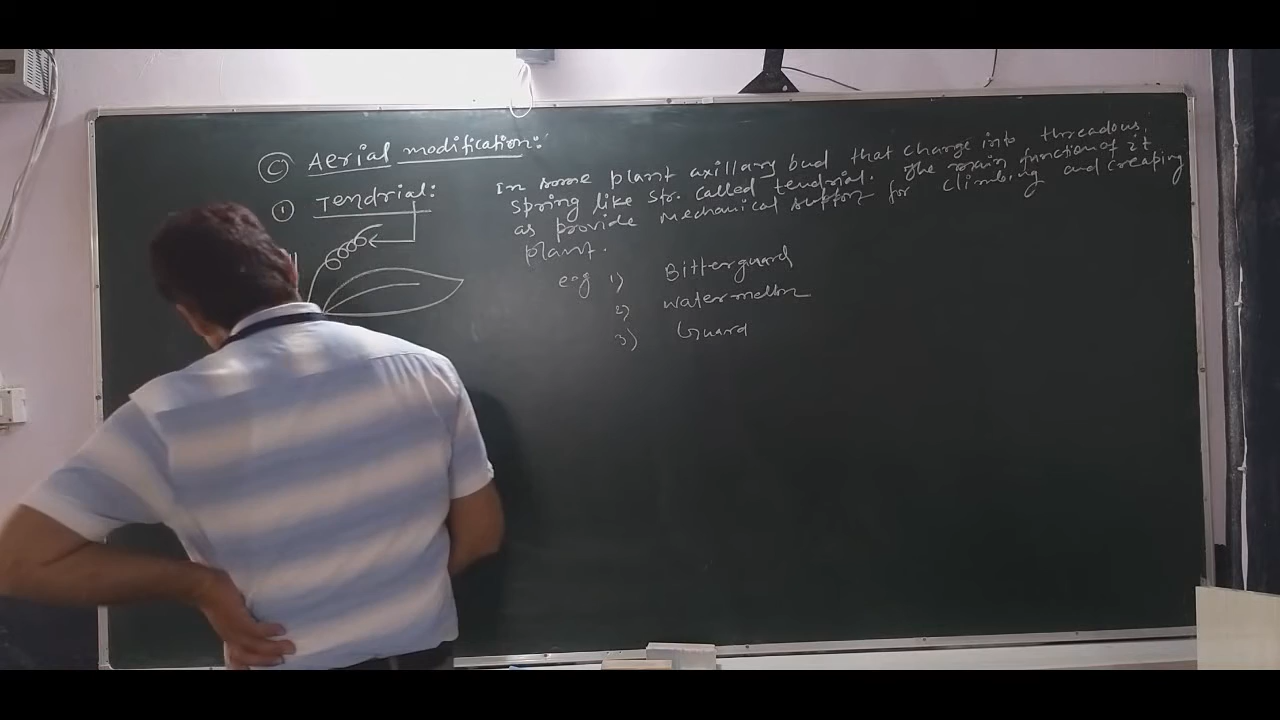 C Aerial modification:
1 Tendrial:
In some plant axillary bud that change into threadous,
spring like str. called tendrial. The main function of it
as provide mechanical support for climbing and creaping
plant.
e.g 1) Bitterguard
2) Watermellon
3) Guard